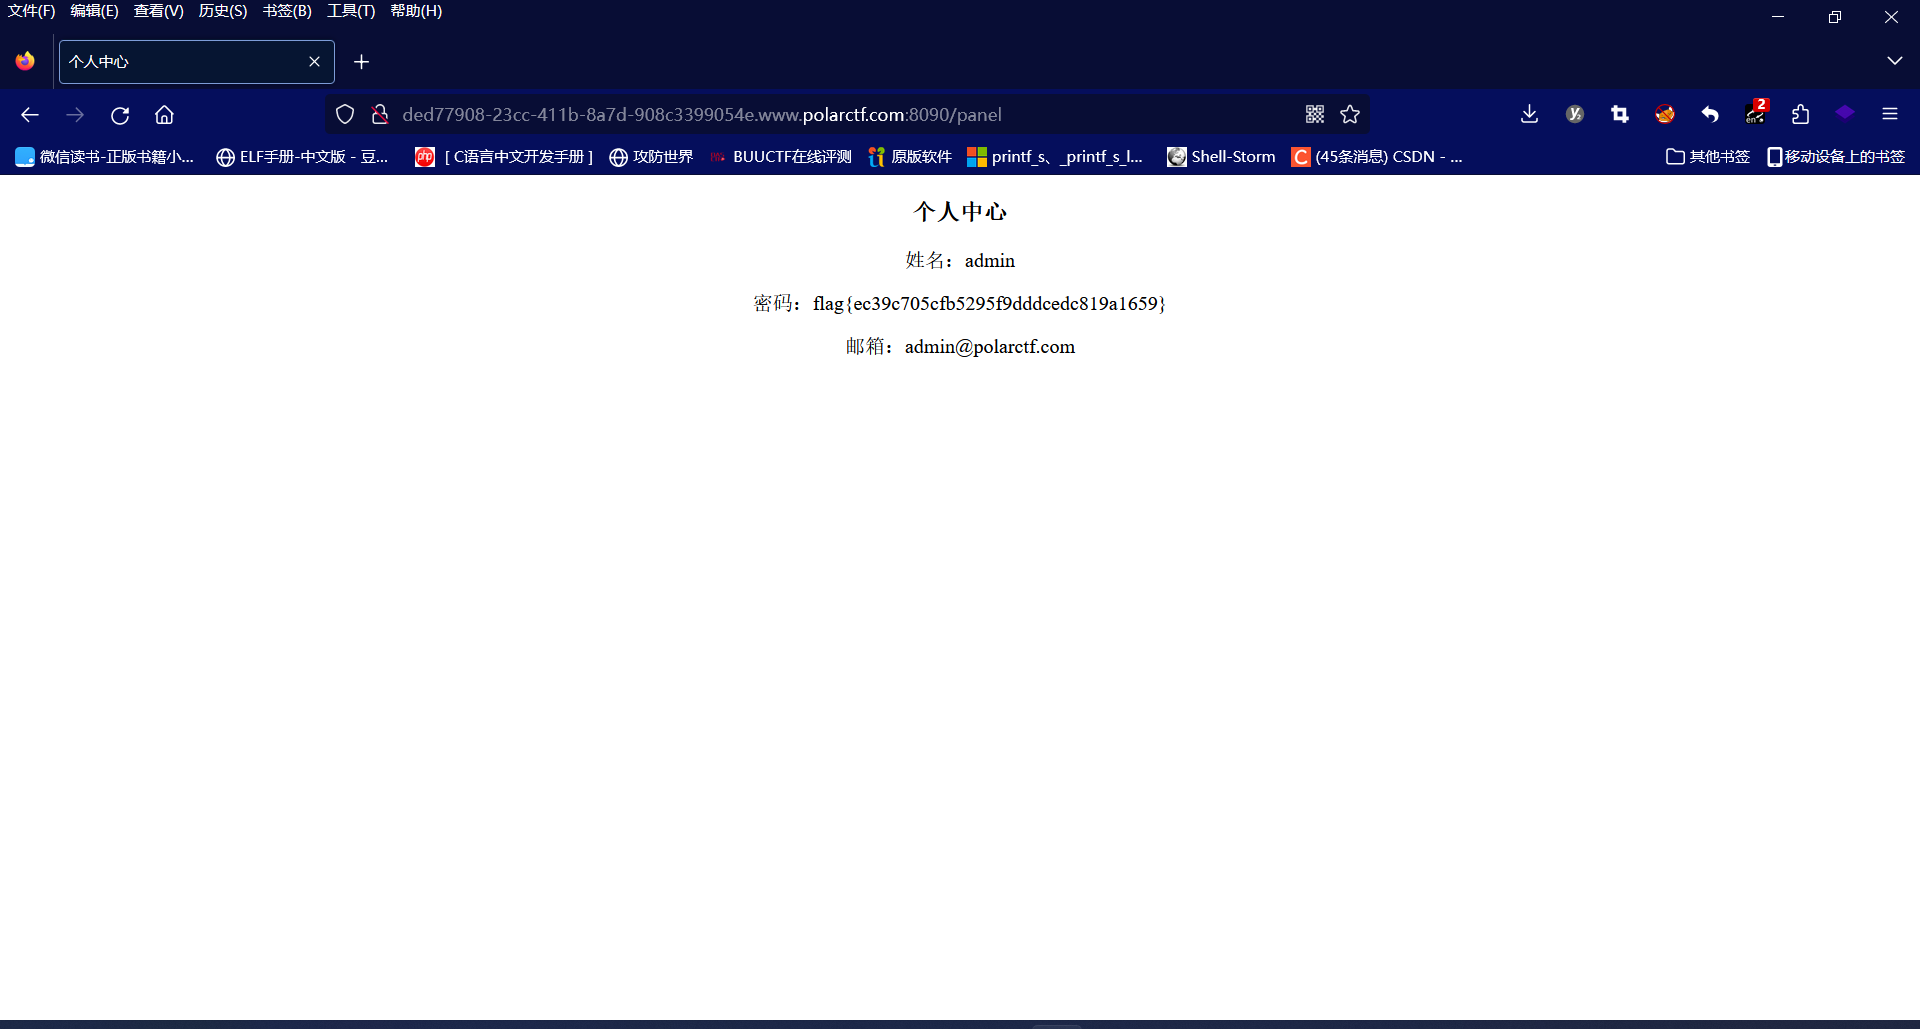 文件(F) 编辑(E) 查看(V) 历史(S) 书签(B) 工具(T) 帮助(H)
个人中心
ded77908-23cc-411b-8a7d-908c3399054e.www.polarctf.com:8090/panel
2
en
微信读书-正版书籍小... ELF手册-中文版 - 豆... php [ C语言中文开发手册 ] 攻防世界 BUUCTF在线评测 原版软件 printf_s、_printf_s_l... Shell-Storm C (45条消息) CSDN - ... 其他书签 移动设备上的书签
个人中心
姓名：admin
密码：flag{ec39c705cfb5295f9dddcedc819a1659}
邮箱：admin@polarctf.com